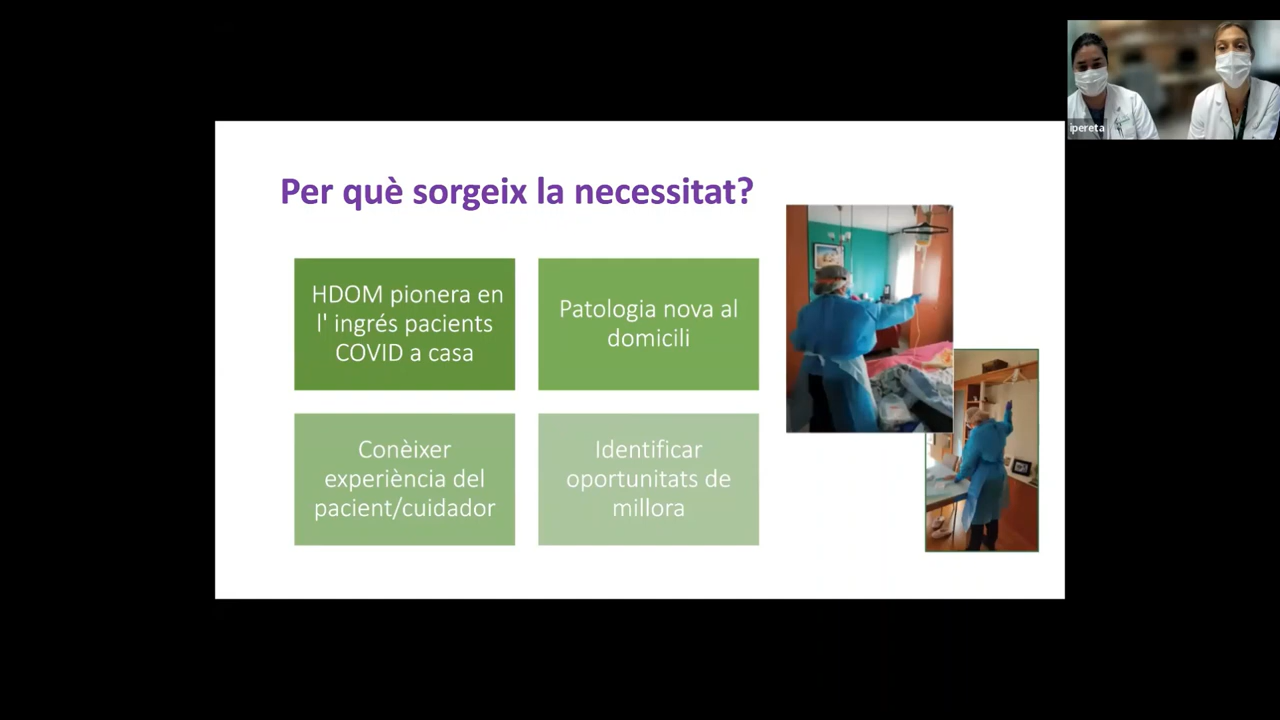 Per què sorgeix la necessitat?
HDOM pionera en
l' ingrés pacients
COVID a casa
Patologia nova al
domicili
Conèixer
experiència del
pacient/cuidador
Identificar
oportunitats de
millora
ipereta